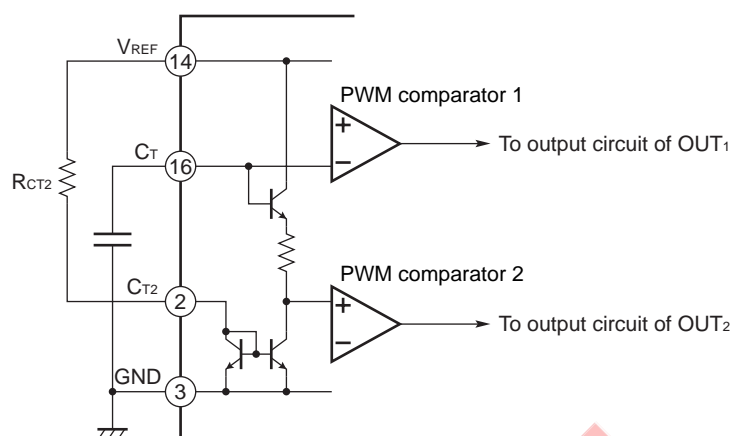 VREF
14
PWM comparator 1
+
−
To output circuit of OUT1
CT
16
RCT2
PWM comparator 2
CT2
2
+
−
To output circuit of OUT2
GND
3